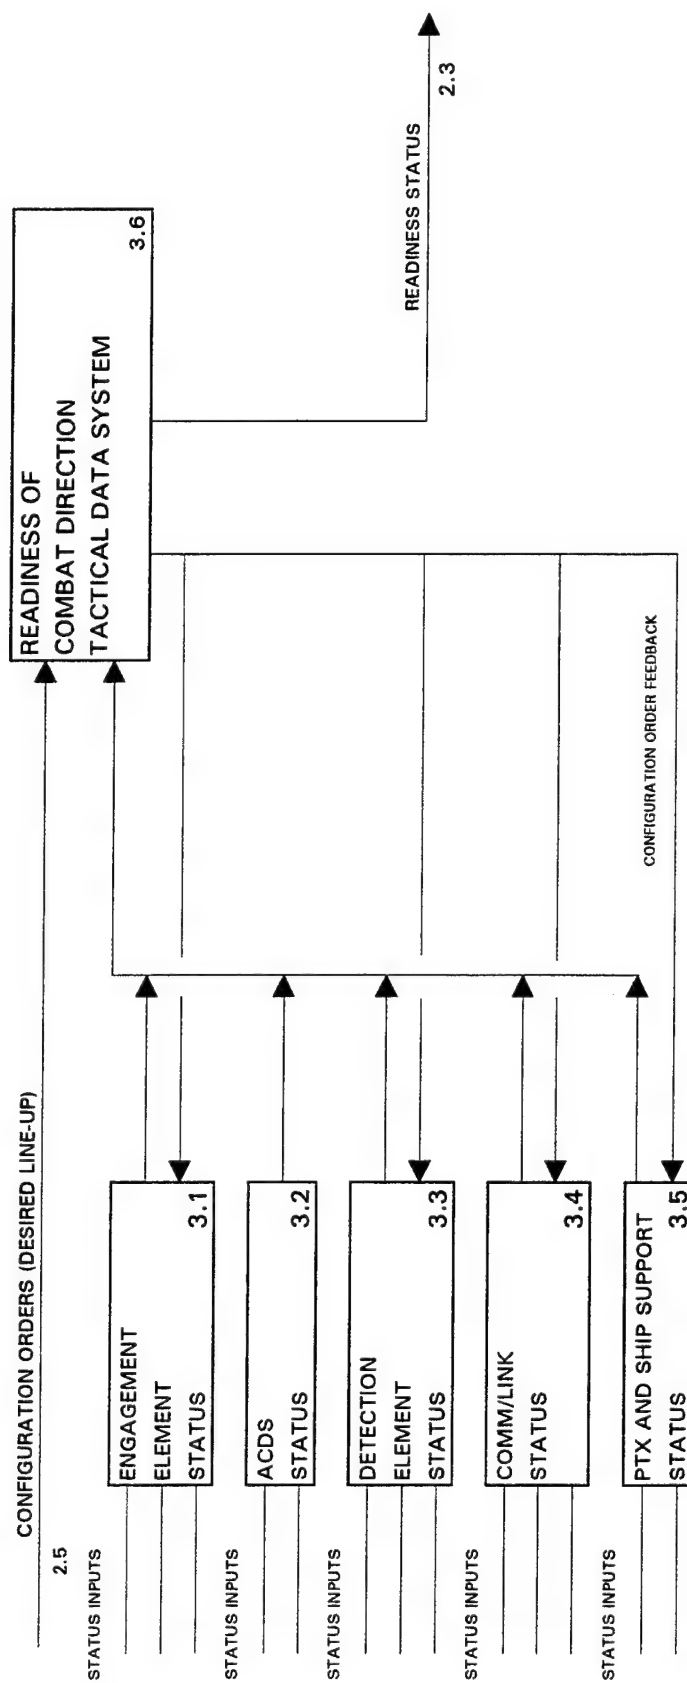 CONFIGURATION ORDERS (DESIRED LINE-UP)
2.5
STATUS INPUTS
ENGAGEMENT
ELEMENT
STATUS
3.1
STATUS INPUTS
ACDS
STATUS
3.2
STATUS INPUTS
DETECTION
ELEMENT
STATUS
3.3
STATUS INPUTS
COMM/LINK
STATUS
3.4
STATUS INPUTS
PTX AND SHIP SUPPORT
STATUS
3.5
CONFIGURATION ORDER FEEDBACK
READINESS OF
COMBAT DIRECTION
TACTICAL DATA SYSTEM
3.6
READINESS STATUS
2.3